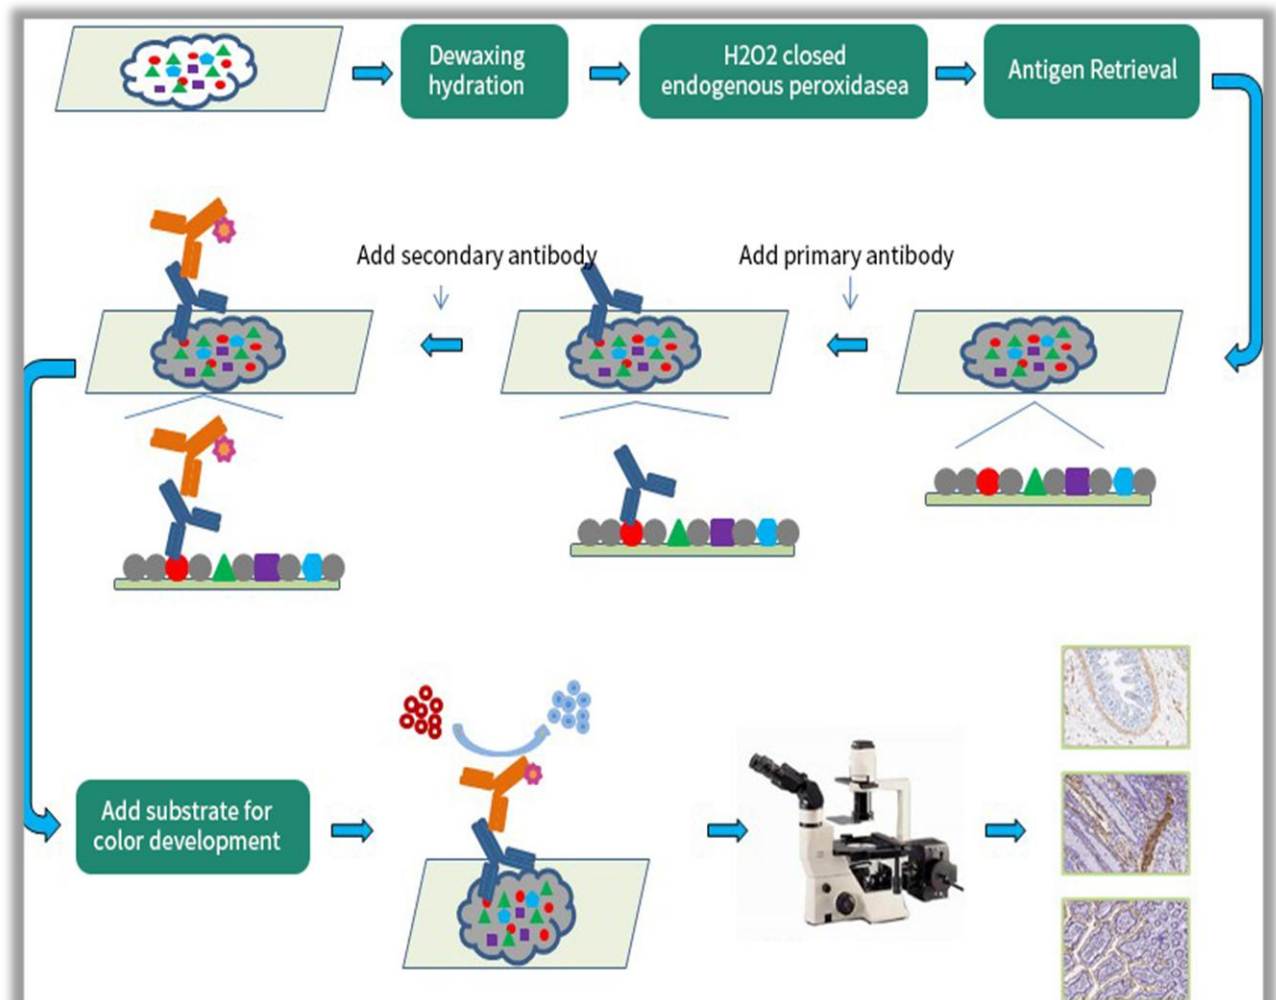 Dewaxing
hydration
H2O2 closed
endogenous peroxidasea
Antigen Retrieval
Add secondary antibody
Add primary antibody
Add substrate for
color development